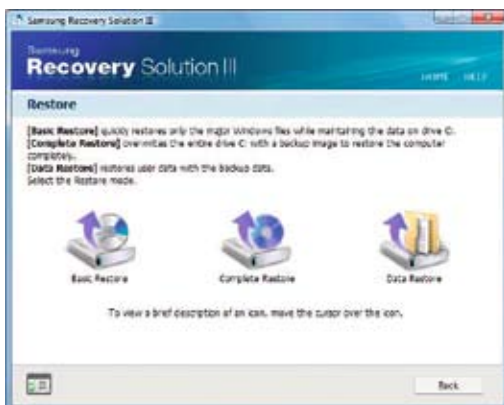 Samsung Recovery Solution III
Samsung
Recovery Solution III
HOME HELP
Restore
[Basic Restore] quickly restores only the major Windows files while maintaining the data on drive C:
[Complete Restore] overwrites the entire drive C: with a backup image to restore the computer
completely.
[Data Restore] restores user data with the backup data.
Select the Restore mode.
Basic Restore
Complete Restore
Data Restore
To view a brief description of an icon, move the cursor over the icon.
Back